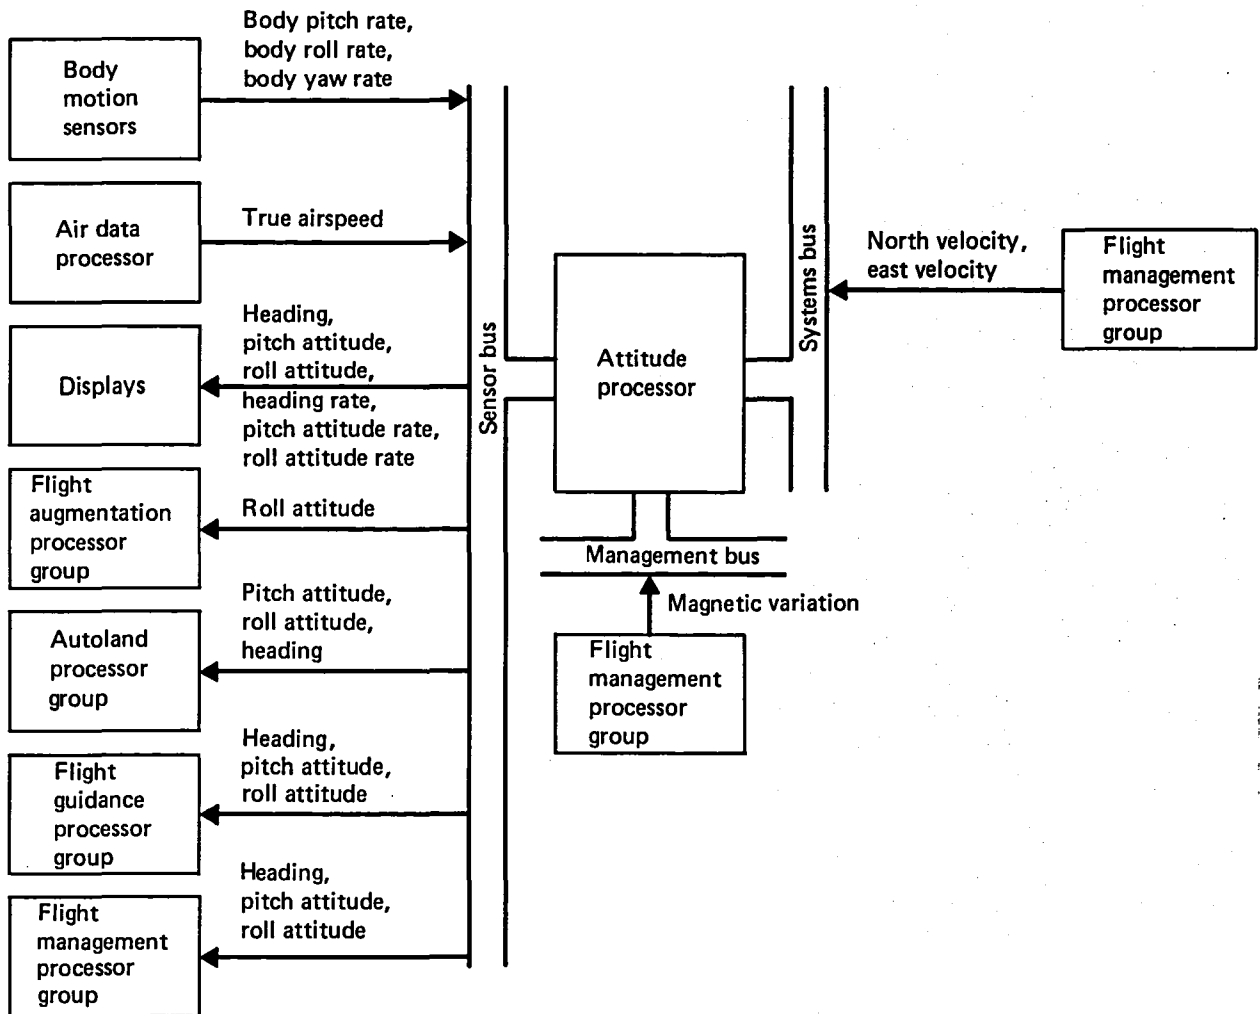 Body
motion
sensors
Body pitch rate,
body roll rate,
body yaw rate
Air data
processor
True airspeed
Displays
Heading,
pitch attitude,
roll attitude,
heading rate,
pitch attitude rate,
roll attitude rate
Flight
augmentation
processor
group
Roll attitude
Autoland
processor
group
Pitch attitude,
roll attitude,
heading
Flight
guidance
processor
group
Heading,
pitch attitude,
roll attitude
Flight
management
processor
group
Heading,
pitch attitude,
roll attitude
Sensor bus
Attitude
processor
Management bus
Magnetic variation
Flight
management
processor
group
Systems bus
North velocity,
east velocity
Flight
management
processor
group